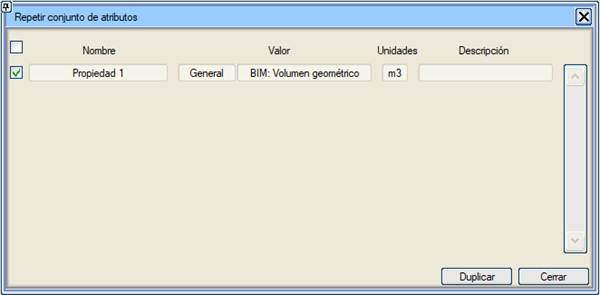 Repetir conjunto de atributos
Nombre Valor Unidades Descripción
Propiedad 1 General BIM: Volumen geométrico m3
Duplicar Cerrar